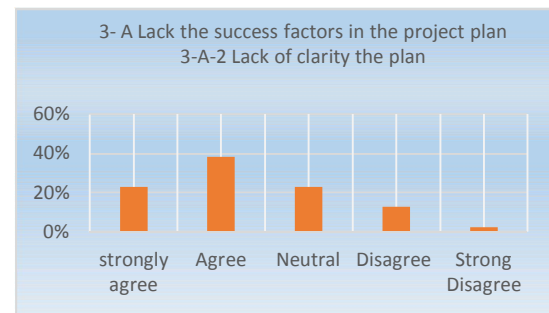 3- A Lack the success factors in the project plan
3-A-2 Lack of clarity the plan
60%
40%
20%
0%
strongly agree
Agree
Neutral
Disagree
Strong Disagree